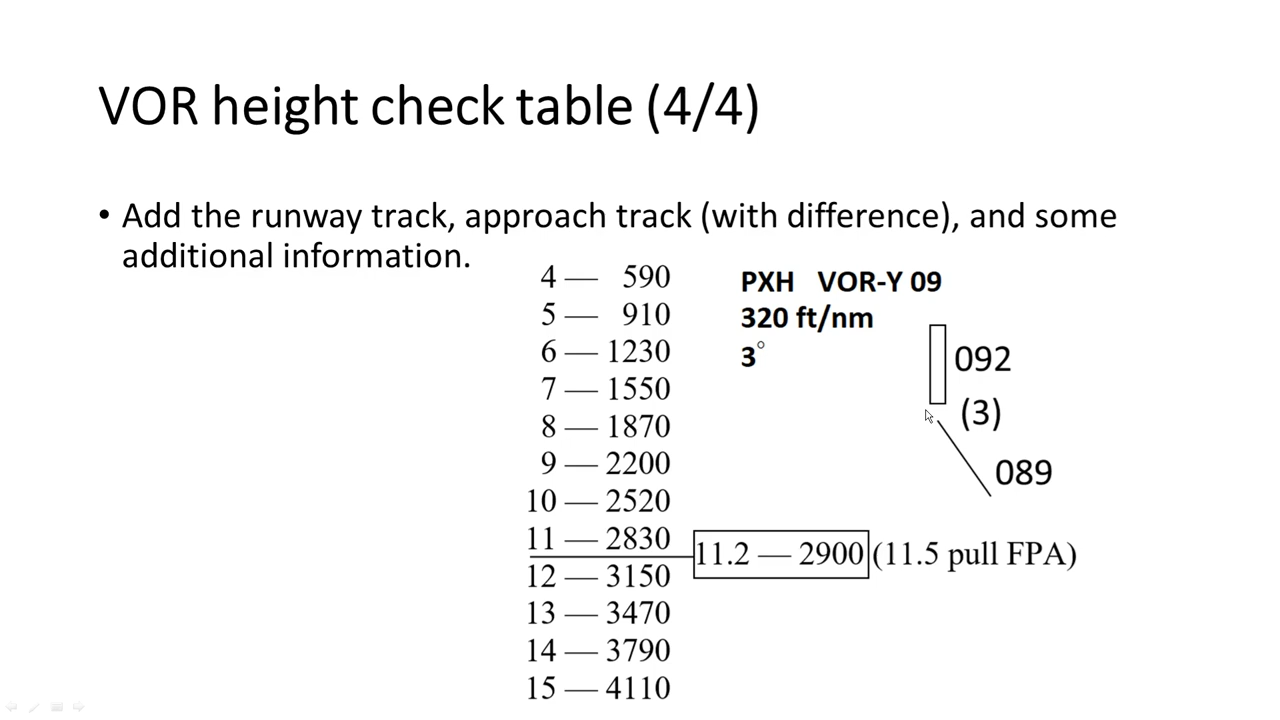 VOR height check table (4/4)
• Add the runway track, approach track (with difference), and some
additional information.
4 — 590
5 — 910
6 — 1230
7 — 1550
8 — 1870
9 — 2200
10 — 2520
11 — 2830
12 — 3150
13 — 3470
14 — 3790
15 — 4110
11.2 — 2900 (11.5 pull FPA)
PXH VOR-Y 09
320 ft/nm
3°
092
(3)
089